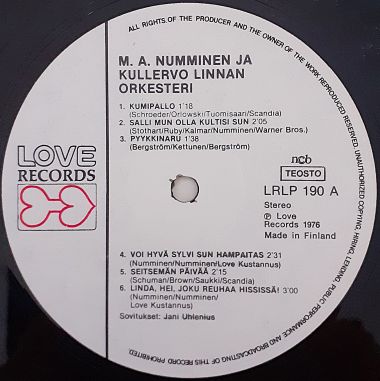 ALL RIGHTS OF THE PRODUCER AND THE OWNER OF THE WORK REPRODUCED RESERVED. UNAUTHORIZED COPYING, HIRING, LENDING, PUBLIC PERFORMANCE AND BROADCASTING OF THIS RECORD PROHIBITED.
M. A. NUMMINEN JA
KULLERVO LINNAN
ORKESTERI
1. KUMIPALLO 1'18
(Schroeder/Orlowski/Tuomisaari/Scandia)
2. SALLI MUN OLLA KULTISI SUN 2'05
(Stothart/Ruby/Kalmar/Numminen/Warner Bros.)
3. PYYKKINARU 1'38
(Bergström/Kettunen/Bergström)
LOVE
RECORDS
ncb
TEOSTO
LRLP 190 A
Stereo
℗ Love
Records 1976
Made in Finland
4. VOI HYVÄ SYLVI SUN HAMPAITAS 2'31
(Numminen/Numminen/Love Kustannus)
5. SEITSEMÄN PÄIVÄÄ 2'15
(Schuman/Brown/Saukki/Scandia)
6. LINDA, HEI, JOKU REUHAA HISSISSÄ! 3'00
(Numminen/Numminen/
Love Kustannus)
Sovitukset: Jani Uhlenius